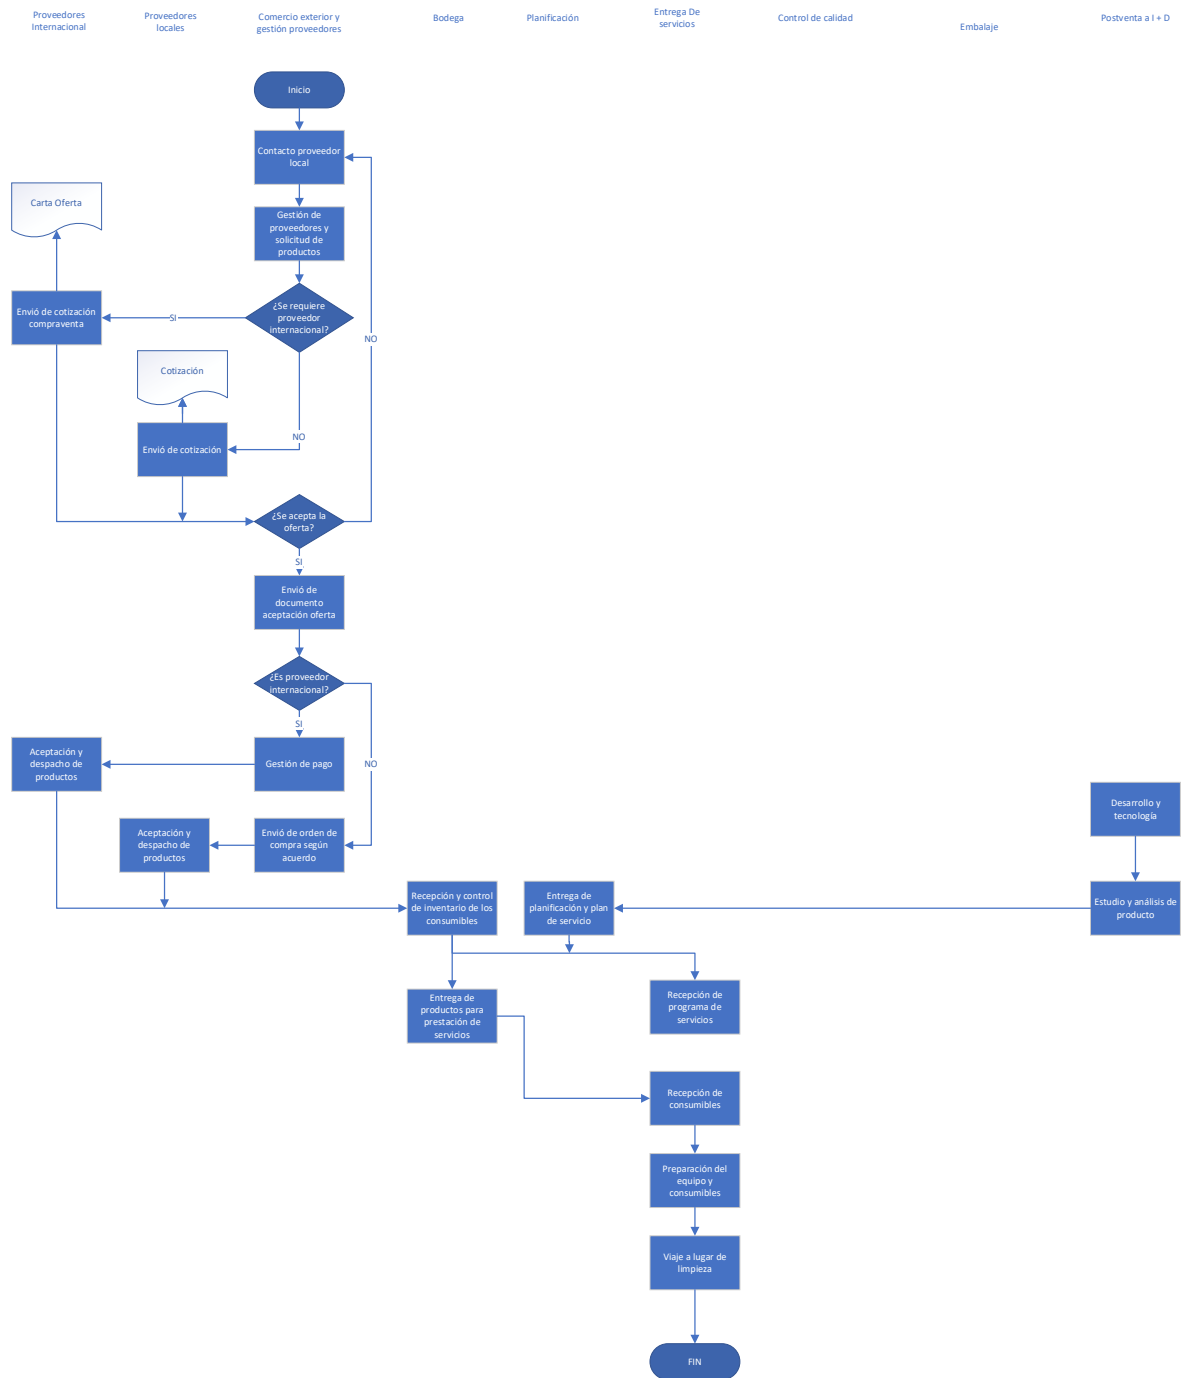 Proveedores
Internacional
Proveedores
locales
Comercio exterior y
gestión proveedores
Bodega
Planificación
Entrega De
servicios
Control de calidad
Embalaje
Postventa a I + D
Inicio
Contacto proveedor
local
Carta Oferta
Gestión de
proveedores y
solicitud de
productos
Envió de cotización
compraventa
SI
¿Se requiere
proveedor
internacional?
NO
Cotización
NO
Envió de cotización
¿Se acepta la
oferta?
SI
Envió de
documento
aceptación oferta
¿Es proveedor
internacional?
SI
Aceptación y
despacho de
productos
Gestión de pago
NO
Desarrollo y
tecnología
Aceptación y
despacho de
productos
Envió de orden de
compra según
acuerdo
Recepción y control
de inventario de los
consumibles
Entrega de
planificación y plan
de servicio
Estudio y análisis de
producto
Entrega de
productos para
prestación de
servicios
Recepción de
programa de
servicios
Recepción de
consumibles
Preparación del
equipo y
consumibles
Viaje a lugar de
limpieza
FIN